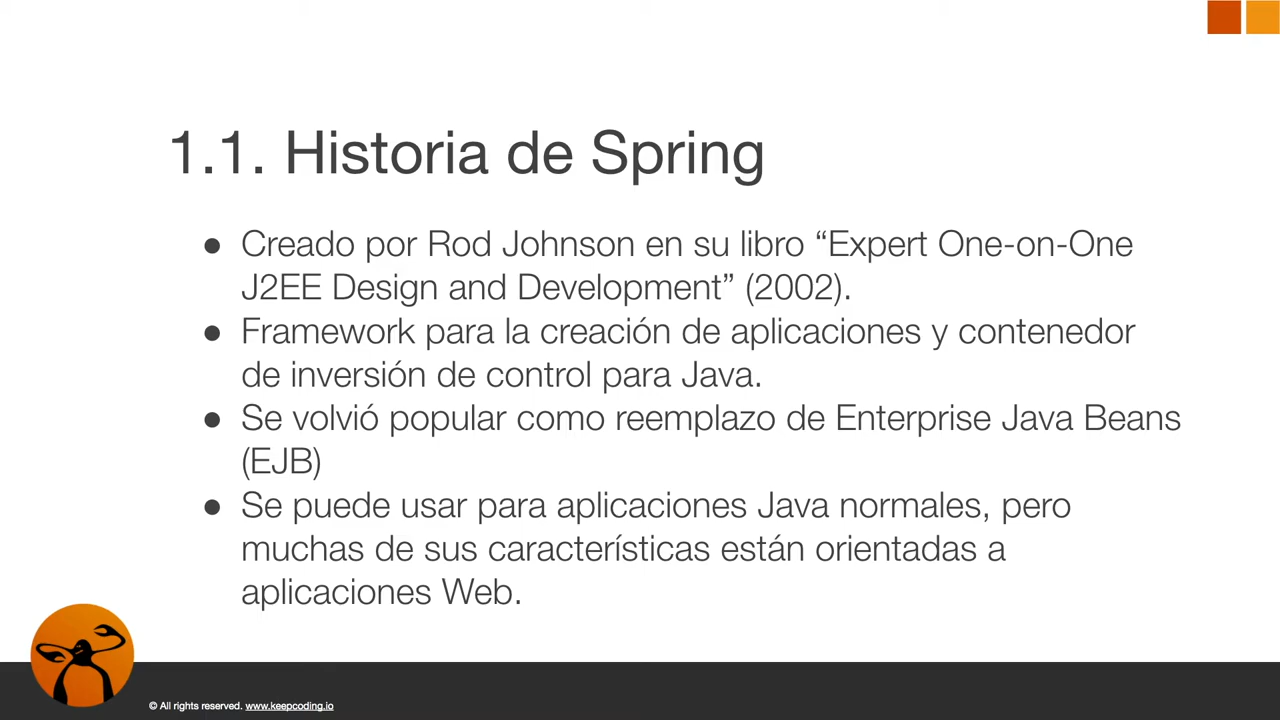 1.1. Historia de Spring
● Creado por Rod Johnson en su libro “Expert One-on-One
J2EE Design and Development” (2002).
● Framework para la creación de aplicaciones y contenedor
de inversión de control para Java.
● Se volvió popular como reemplazo de Enterprise Java Beans
(EJB)
● Se puede usar para aplicaciones Java normales, pero
muchas de sus características están orientadas a
aplicaciones Web.
© All rights reserved. www.keepcoding.io